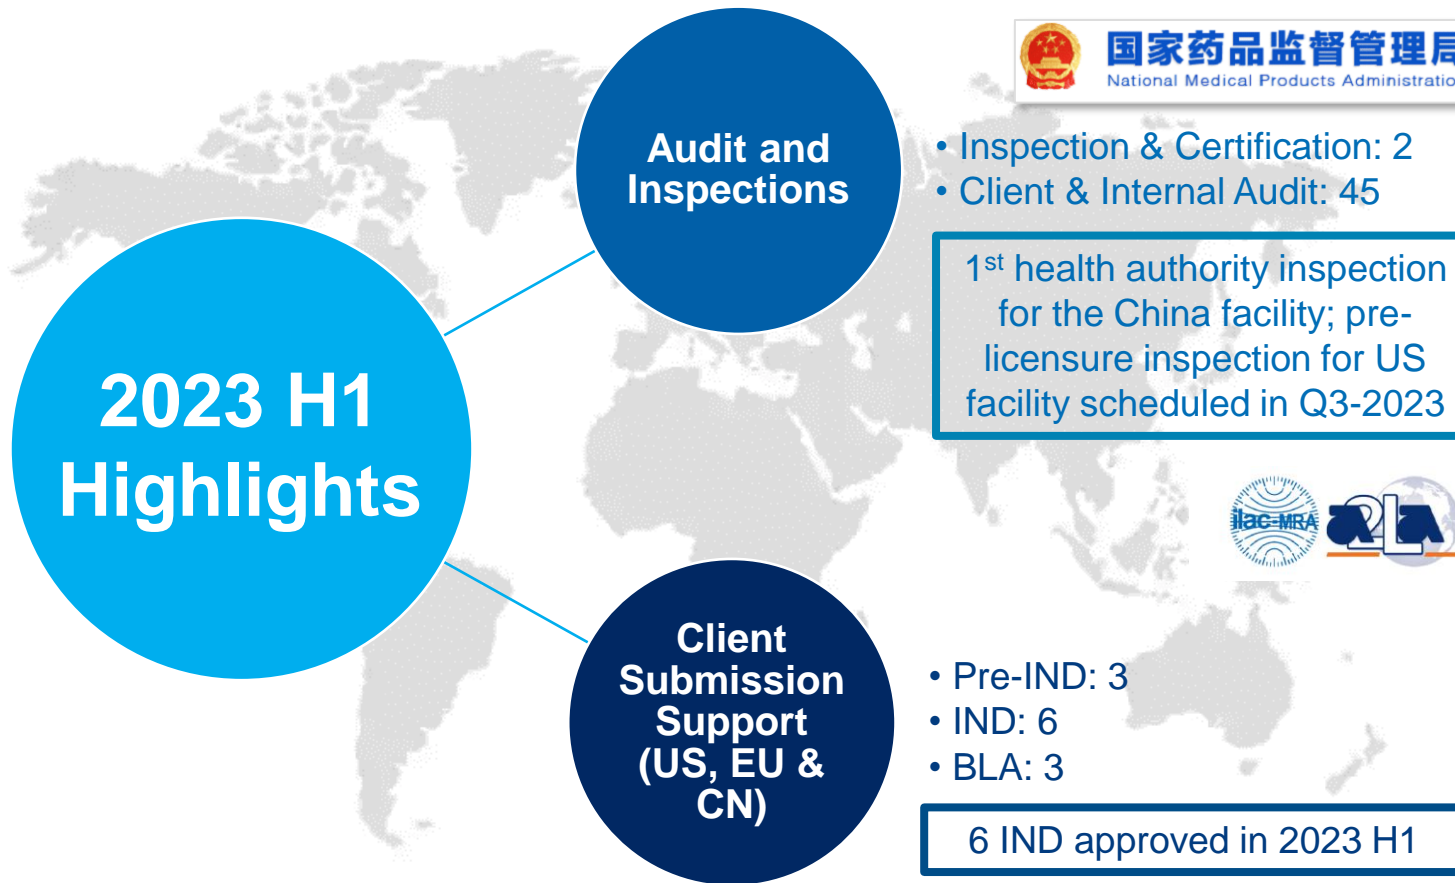 2023 H1
Highlights
Audit and
Inspections
国家药品监督管理局
National Medical Products Administration
• Inspection & Certification: 2
• Client & Internal Audit: 45
1st health authority inspection
for the China facility; pre-
licensure inspection for US
facility scheduled in Q3-2023
ilac-MRA
a2la
Client
Submission
Support
(US, EU &
CN)
• Pre-IND: 3
• IND: 6
• BLA: 3
6 IND approved in 2023 H1